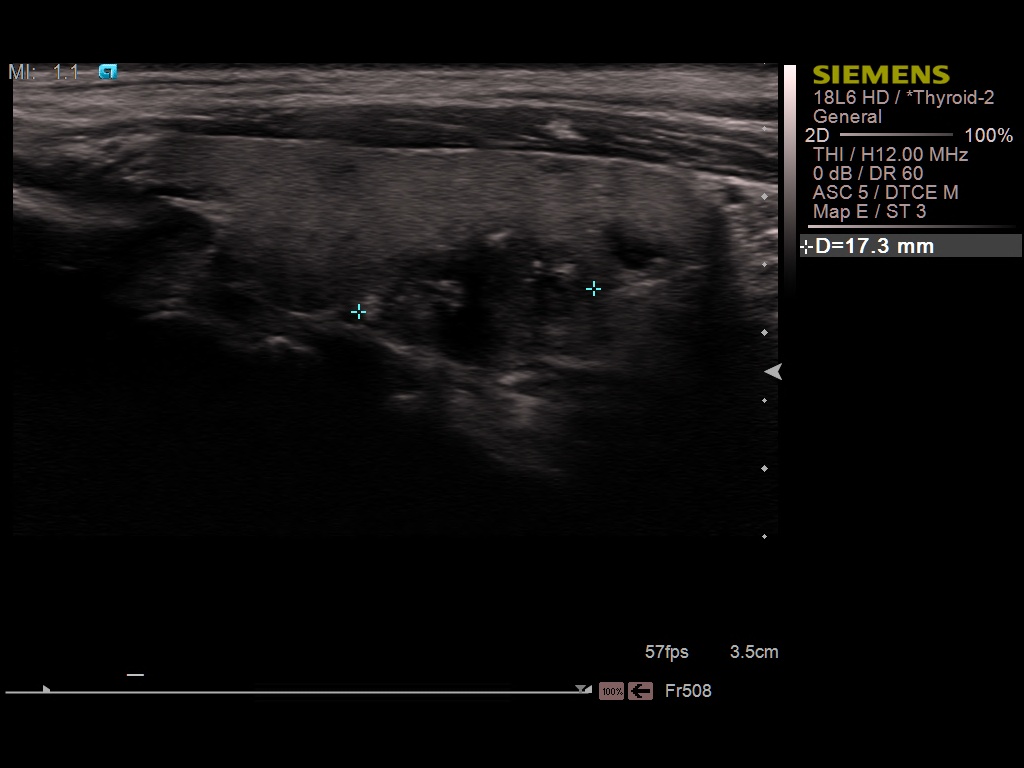 MI: 1.1
SIEMENS
18L6 HD / *Thyroid-2
General
2D 100%
THI / H12.00 MHz
0 dB / DR 60
ASC 5 / DTCE M
Map E / ST 3
D=17.3 mm
57fps 3.5cm
100% Fr508